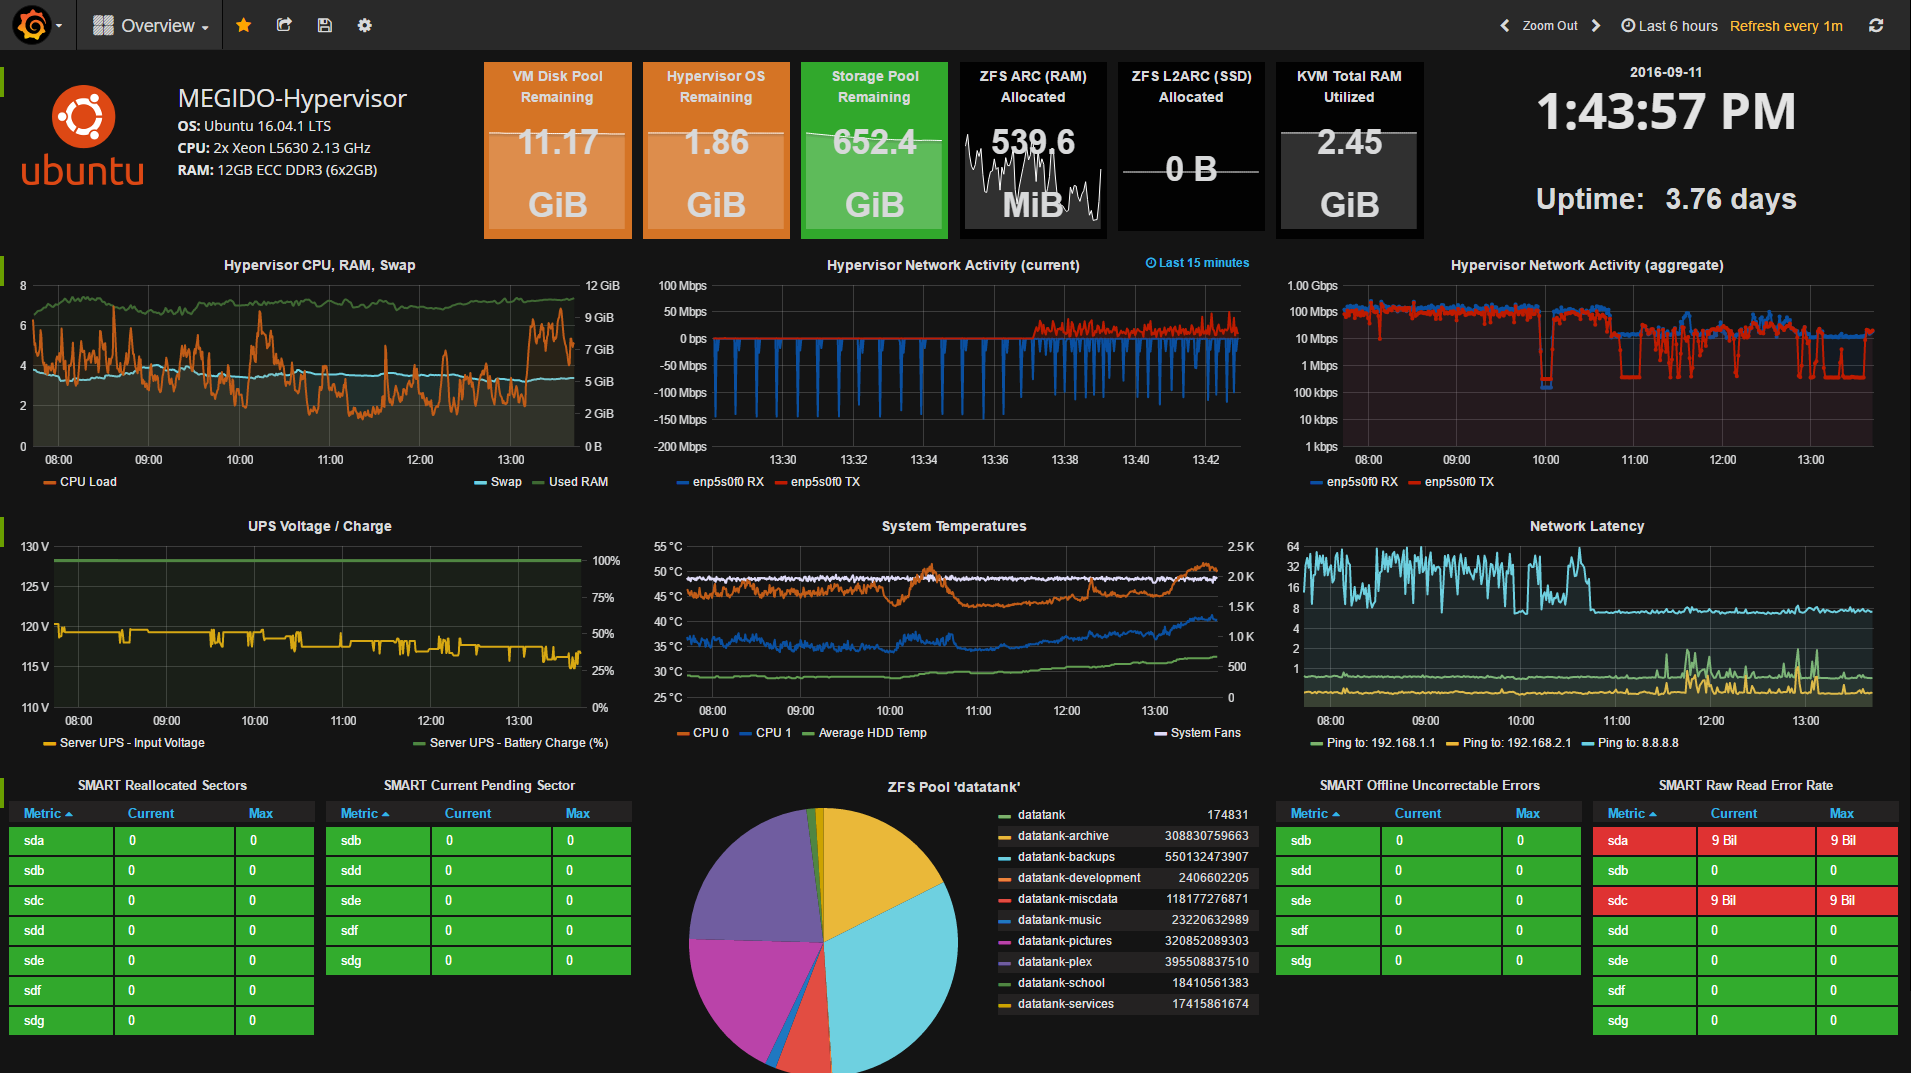 Overview
Zoom Out
Last 6 hours
Refresh every 1m
ubuntu
MEGIDO-Hypervisor
OS: Ubuntu 16.04.1 LTS
CPU: 2x Xeon L5630 2.13 GHz
RAM: 12GB ECC DDR3 (6x2GB)
VM Disk Pool
Remaining
11.17
GiB
Hypervisor OS
Remaining
1.86
GiB
Storage Pool
Remaining
652.4
GiB
ZFS ARC (RAM)
Allocated
539.6
MiB
ZFS L2ARC (SSD)
Allocated
0 B
KVM Total RAM
Utilized
2.45
GiB
2016-09-11
1:43:57 PM
Uptime: 3.76 days
Hypervisor CPU, RAM, Swap
8
6
4
2
0
12 GiB
9 GiB
7 GiB
5 GiB
2 GiB
0 B
08:00 09:00 10:00 11:00 12:00 13:00
CPU Load Swap Used RAM
Hypervisor Network Activity (current)
Last 15 minutes
100 Mbps
50 Mbps
0 bps
-50 Mbps
-100 Mbps
-150 Mbps
-200 Mbps
13:30 13:32 13:34 13:36 13:38 13:40 13:42
enp5s0f0 RX enp5s0f0 TX
Hypervisor Network Activity (aggregate)
1.00 Gbps
100 Mbps
10 Mbps
1 Mbps
100 kbps
10 kbps
1 kbps
08:00 09:00 10:00 11:00 12:00 13:00
enp5s0f0 RX enp5s0f0 TX
UPS Voltage / Charge
130 V
125 V
120 V
115 V
110 V
100%
75%
50%
25%
0%
08:00 09:00 10:00 11:00 12:00 13:00
Server UPS - Input Voltage Server UPS - Battery Charge (%)
System Temperatures
55 °C
50 °C
45 °C
40 °C
35 °C
30 °C
25 °C
2.5 K
2.0 K
1.5 K
1.0 K
500
0
08:00 09:00 10:00 11:00 12:00 13:00
CPU 0 CPU 1 Average HDD Temp System Fans
Network Latency
64
32
16
8
4
2
1
08:00 09:00 10:00 11:00 12:00 13:00
Ping to: 192.168.1.1 Ping to: 192.168.2.1 Ping to: 8.8.8.8
SMART Reallocated Sectors
Metric Current Max
sda 0 0
sdb 0 0
sdc 0 0
sdd 0 0
sde 0 0
sdf 0 0
sdg 0 0
SMART Current Pending Sector
Metric Current Max
sdb 0 0
sdd 0 0
sde 0 0
sdf 0 0
sdg 0 0
ZFS Pool 'datatank'
datatank 174831
datatank-archive 308830759663
datatank-backups 550132473907
datatank-development 2406602205
datatank-miscdata 118177276871
datatank-music 23220632989
datatank-pictures 320852089303
datatank-plex 395508837510
datatank-school 18410561383
datatank-services 17415861674
SMART Offline Uncorrectable Errors
Metric Current Max
sdb 0 0
sdd 0 0
sde 0 0
sdf 0 0
sdg 0 0
SMART Raw Read Error Rate
Metric Current Max
sda 9 Bil 9 Bil
sdb 0 0
sdc 9 Bil 9 Bil
sdd 0 0
sde 0 0
sdf 0 0
sdg 0 0